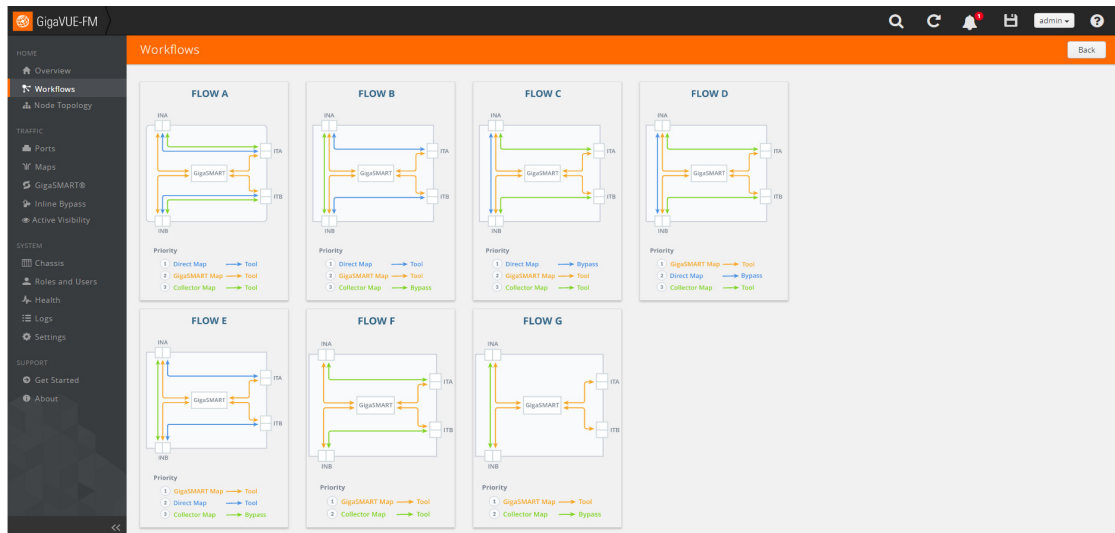 GigaVUE-FM
1
admin
?
HOME
Overview
Workflows
Node Topology
TRAFFIC
Ports
Maps
GigaSMART®
Inline Bypass
Active Visibility
SYSTEM
Chassis
Roles and Users
Health
Logs
Settings
SUPPORT
Get Started
About
<<
Workflows
Back
FLOW A
INA
ITA
GigaSMART
ITB
INB
Priority
1 Direct Map Tool
2 GigaSMART Map Tool
3 Collector Map Tool
FLOW B
INA
ITA
GigaSMART
ITB
INB
Priority
1 Direct Map Tool
2 GigaSMART Map Tool
3 Collector Map Bypass
FLOW C
INA
ITA
GigaSMART
ITB
INB
Priority
1 Direct Map Bypass
2 GigaSMART Map Tool
3 Collector Map Tool
FLOW D
INA
ITA
GigaSMART
ITB
INB
Priority
1 GigaSMART Map Tool
2 Direct Map Bypass
3 Collector Map Tool
FLOW E
INA
ITA
GigaSMART
ITB
INB
Priority
1 GigaSMART Map Tool
2 Direct Map Tool
3 Collector Map Bypass
FLOW F
INA
ITA
GigaSMART
ITB
INB
Priority
1 GigaSMART Map Tool
2 Collector Map Tool
FLOW G
INA
ITA
GigaSMART
ITB
INB
Priority
1 GigaSMART Map Tool
2 Collector Map Bypass